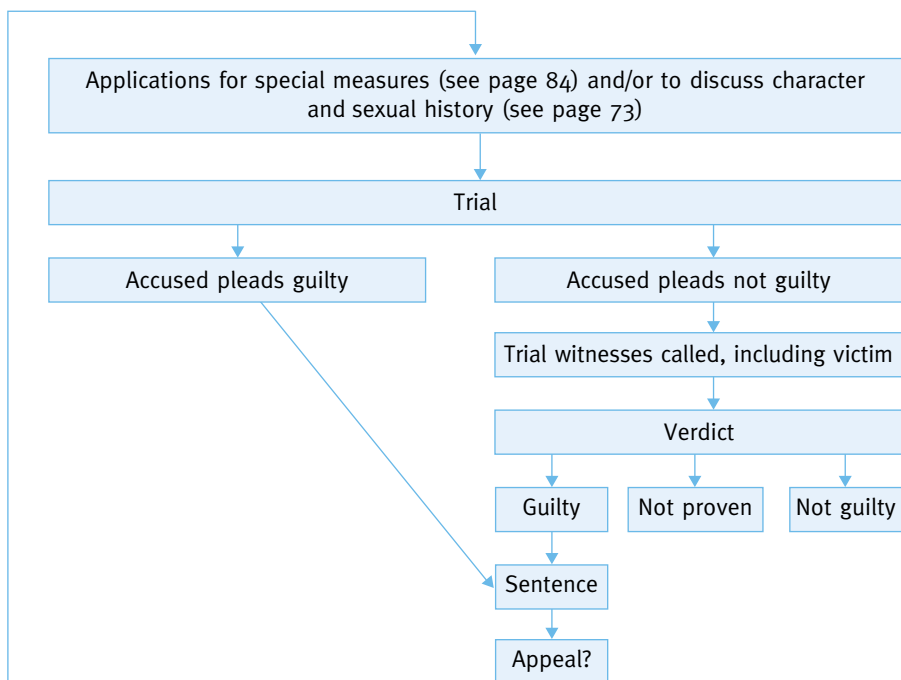 Applications for special measures (see page 84) and/or to discuss character
and sexual history (see page 73)
Trial
Accused pleads guilty
Accused pleads not guilty
Trial witnesses called, including victim
Verdict
Guilty
Not proven
Not guilty
Sentence
Appeal?